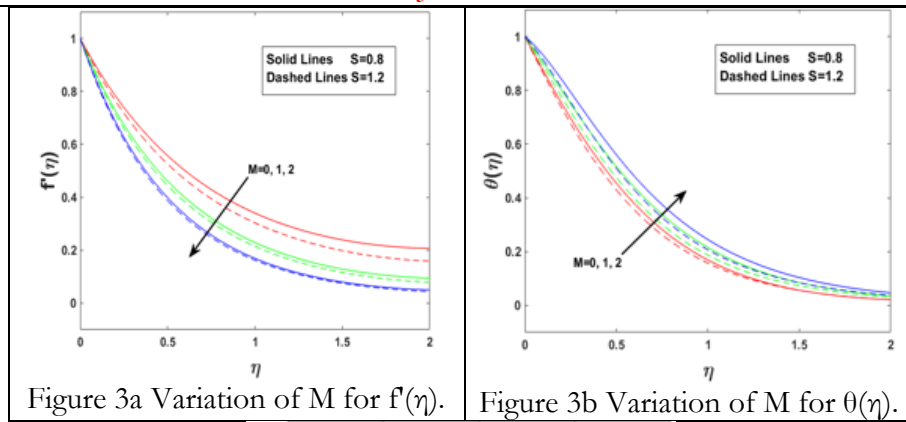 Solid Lines S=0.8
Dashed Lines S=1.2
1
0.8
0.6
0.4
0.2
0
f'(η)
M=0, 1, 2
0 0.5 1 1.5 2
η
Figure 3a Variation of M for f'(η).
Solid Lines S=0.8
Dashed Lines S=1.2
1
0.8
0.6
0.4
0.2
0
θ(η)
M=0, 1, 2
0 0.5 1 1.5 2
η
Figure 3b Variation of M for θ(η).